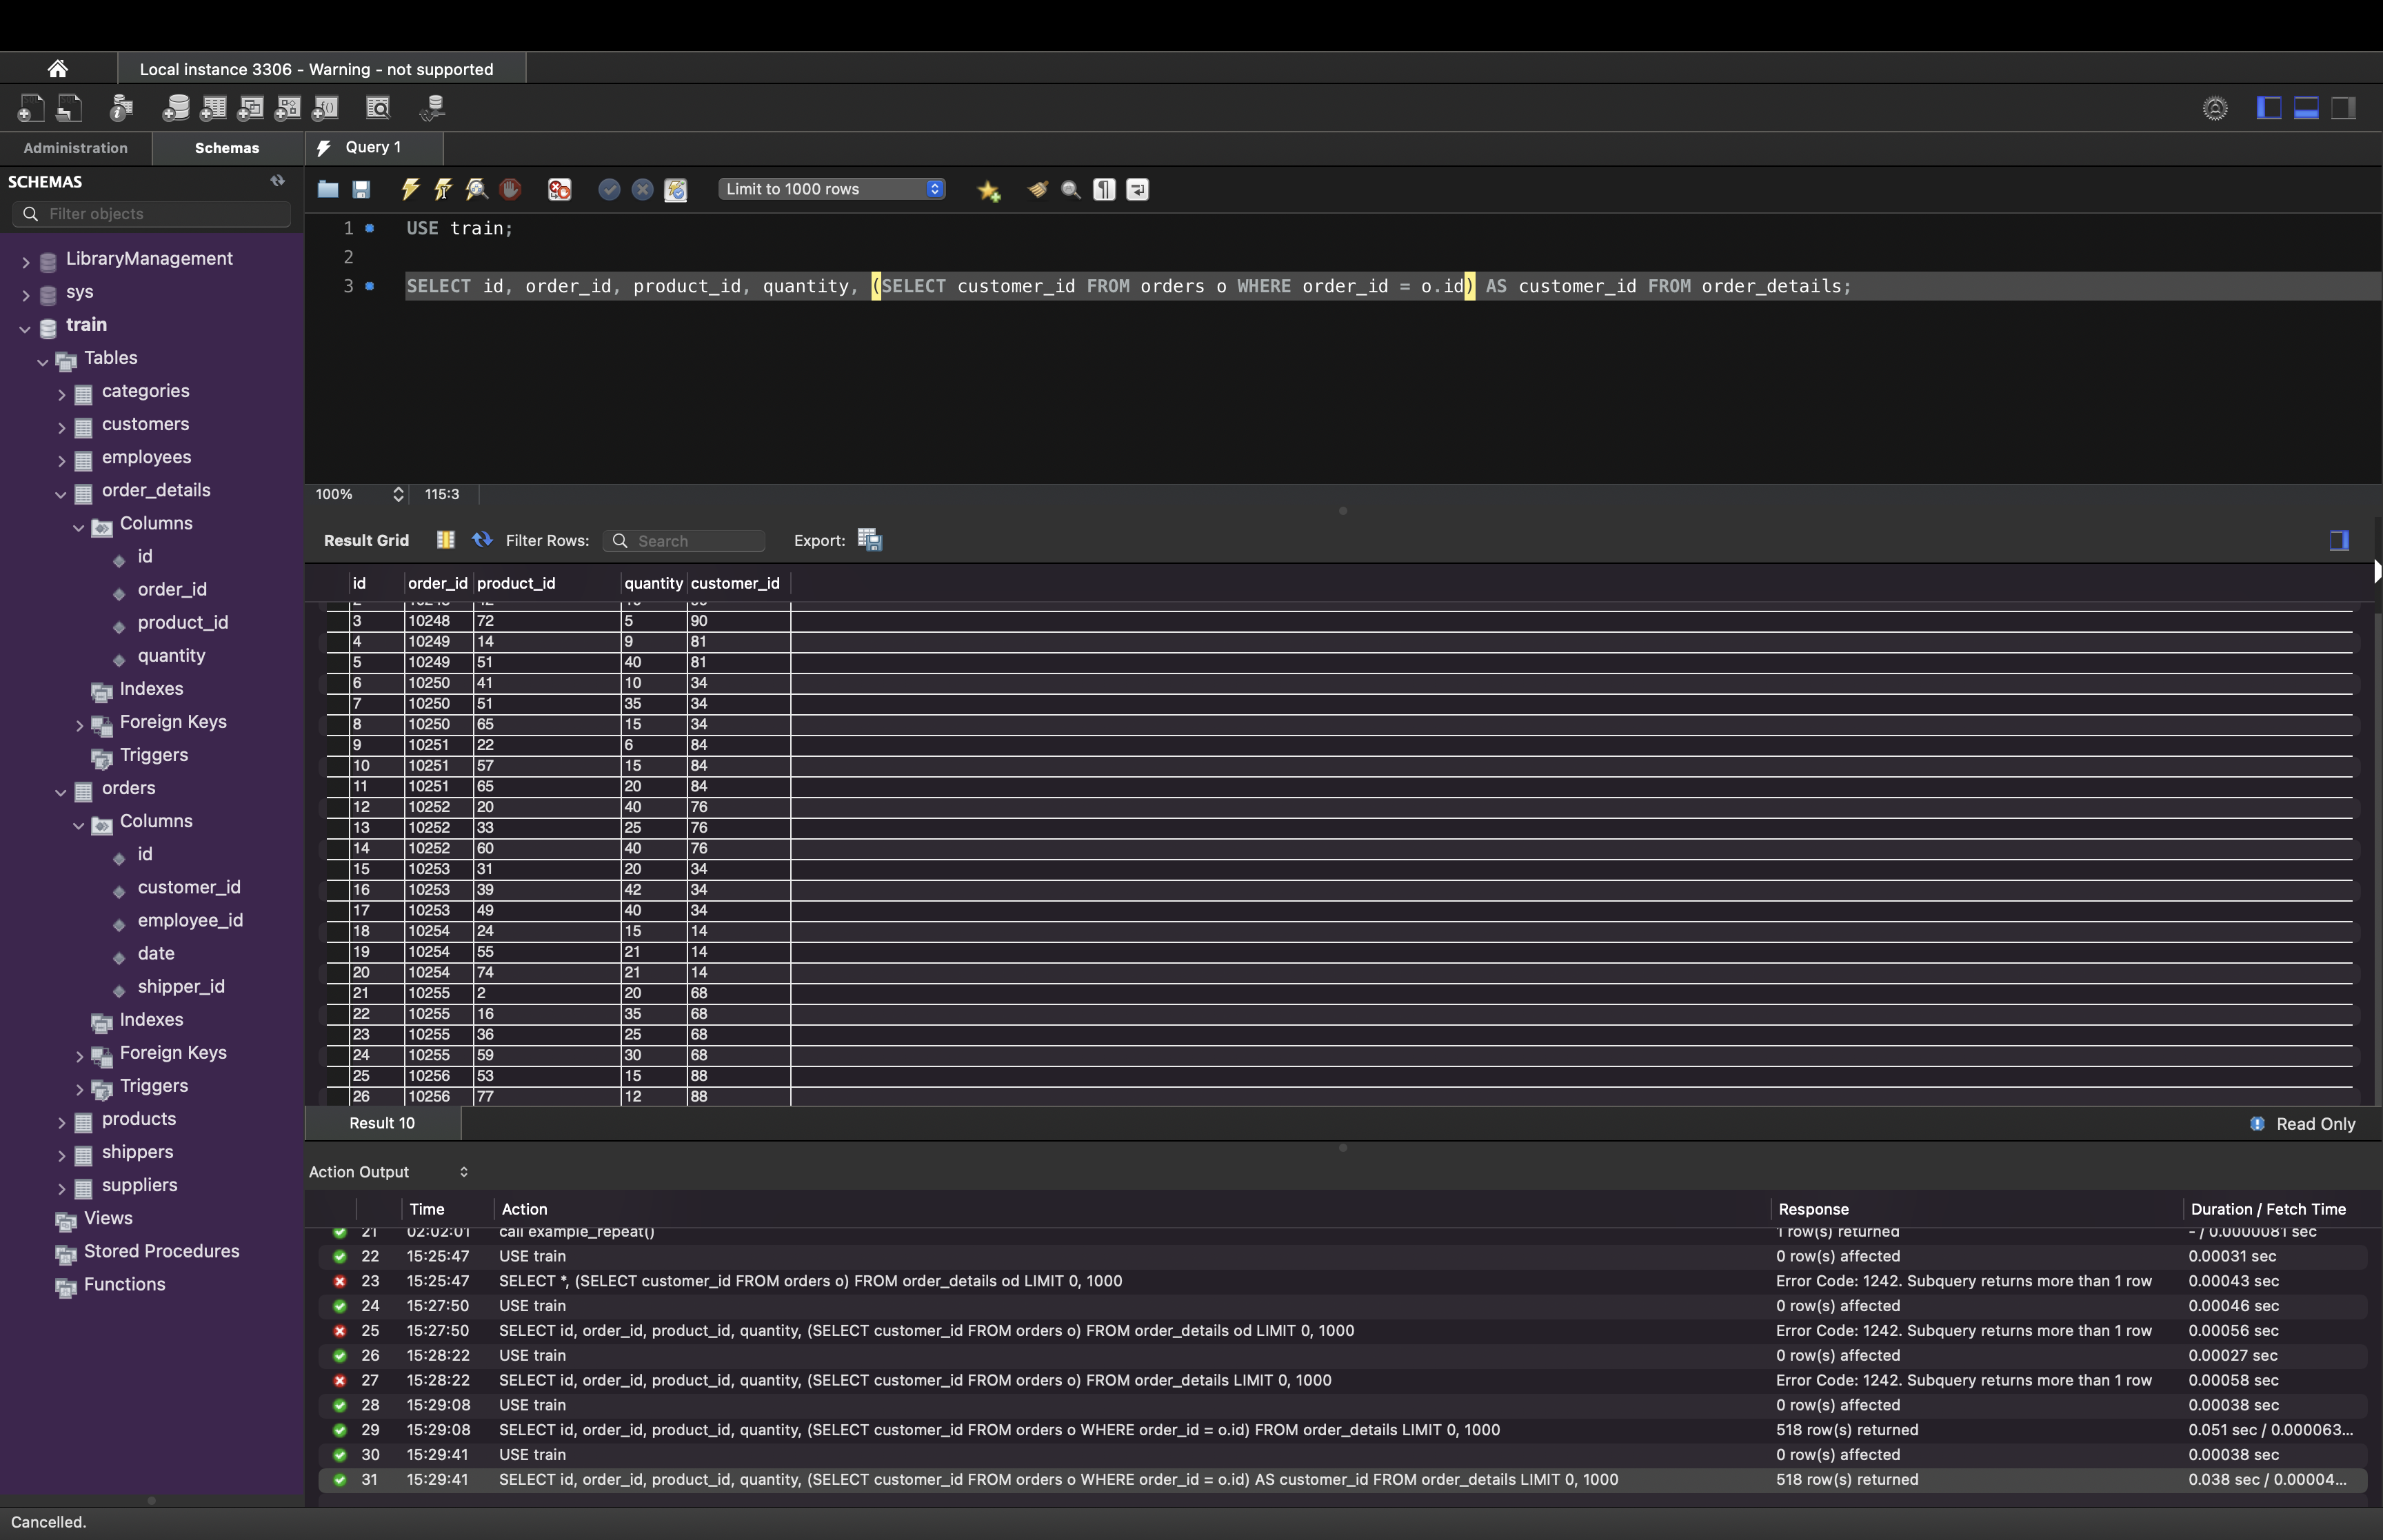 Local instance 3306 - Warning - not supported
Administration
Schemas
Query 1
SCHEMAS
Filter objects
LibraryManagement
sys
train
Tables
categories
customers
employees
order_details
Columns
id
order_id
product_id
quantity
Indexes
Foreign Keys
Triggers
orders
Columns
id
customer_id
employee_id
date
shipper_id
Indexes
Foreign Keys
Triggers
products
shippers
suppliers
Views
Stored Procedures
Functions
Limit to 1000 rows
1 USE train;
2
3 SELECT id, order_id, product_id, quantity, (SELECT customer_id FROM orders o WHERE order_id = o.id) AS customer_id FROM order_details;
100% 115:3
Result Grid Filter Rows: Search Export:
id order_id product_id quantity customer_id
3 10248 72 5 90
4 10249 14 9 81
5 10249 51 40 81
6 10250 41 10 34
7 10250 51 35 34
8 10250 65 15 34
9 10251 22 6 84
10 10251 57 15 84
11 10251 65 20 84
12 10252 20 40 76
13 10252 33 25 76
14 10252 60 40 76
15 10253 31 20 34
16 10253 39 42 34
17 10253 49 40 34
18 10254 24 15 14
19 10254 55 21 14
20 10254 74 21 14
21 10255 2 20 68
22 10255 16 35 68
23 10255 36 25 68
24 10255 59 30 68
25 10256 53 15 88
26 10256 77 12 88
Result 10 Read Only
Action Output
Time Action Response Duration / Fetch Time
21 02:02:01 call example_repeat() 1 row(s) returned - / 0.0000081 sec
22 15:25:47 USE train 0 row(s) affected 0.00031 sec
23 15:25:47 SELECT *, (SELECT customer_id FROM orders o) FROM order_details od LIMIT 0, 1000 Error Code: 1242. Subquery returns more than 1 row 0.00043 sec
24 15:27:50 USE train 0 row(s) affected 0.00046 sec
25 15:27:50 SELECT id, order_id, product_id, quantity, (SELECT customer_id FROM orders o) FROM order_details od LIMIT 0, 1000 Error Code: 1242. Subquery returns more than 1 row 0.00056 sec
26 15:28:22 USE train 0 row(s) affected 0.00027 sec
27 15:28:22 SELECT id, order_id, product_id, quantity, (SELECT customer_id FROM orders o) FROM order_details LIMIT 0, 1000 Error Code: 1242. Subquery returns more than 1 row 0.00058 sec
28 15:29:08 USE train 0 row(s) affected 0.00038 sec
29 15:29:08 SELECT id, order_id, product_id, quantity, (SELECT customer_id FROM orders o WHERE order_id = o.id) FROM order_details LIMIT 0, 1000 518 row(s) returned 0.051 sec / 0.000063...
30 15:29:41 USE train 0 row(s) affected 0.00038 sec
31 15:29:41 SELECT id, order_id, product_id, quantity, (SELECT customer_id FROM orders o WHERE order_id = o.id) AS customer_id FROM order_details LIMIT 0, 1000 518 row(s) returned 0.038 sec / 0.00004...
Cancelled.